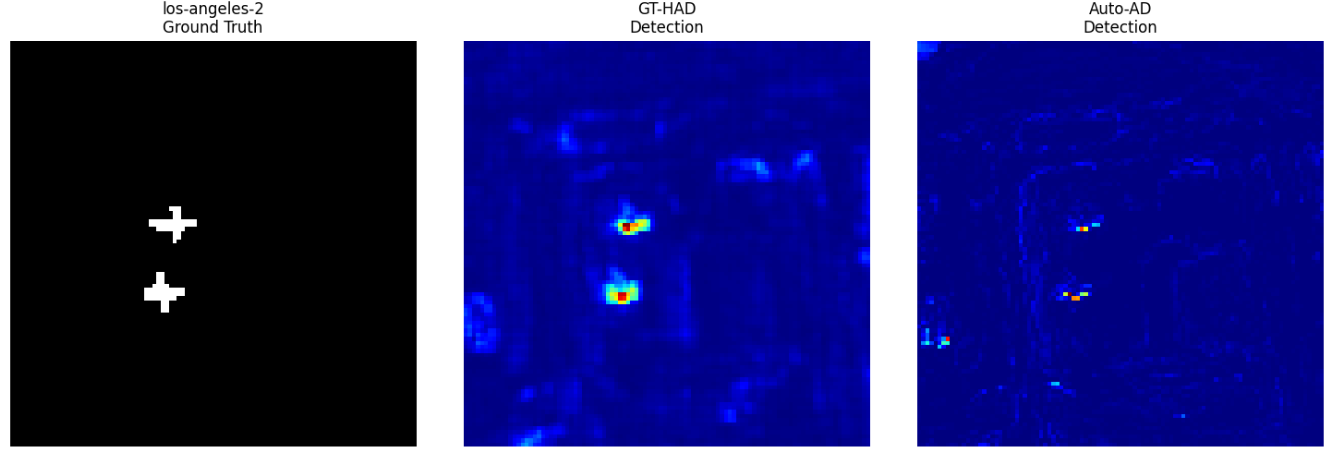 los-angeles-2
Ground Truth
GT-HAD
Detection
Auto-AD
Detection